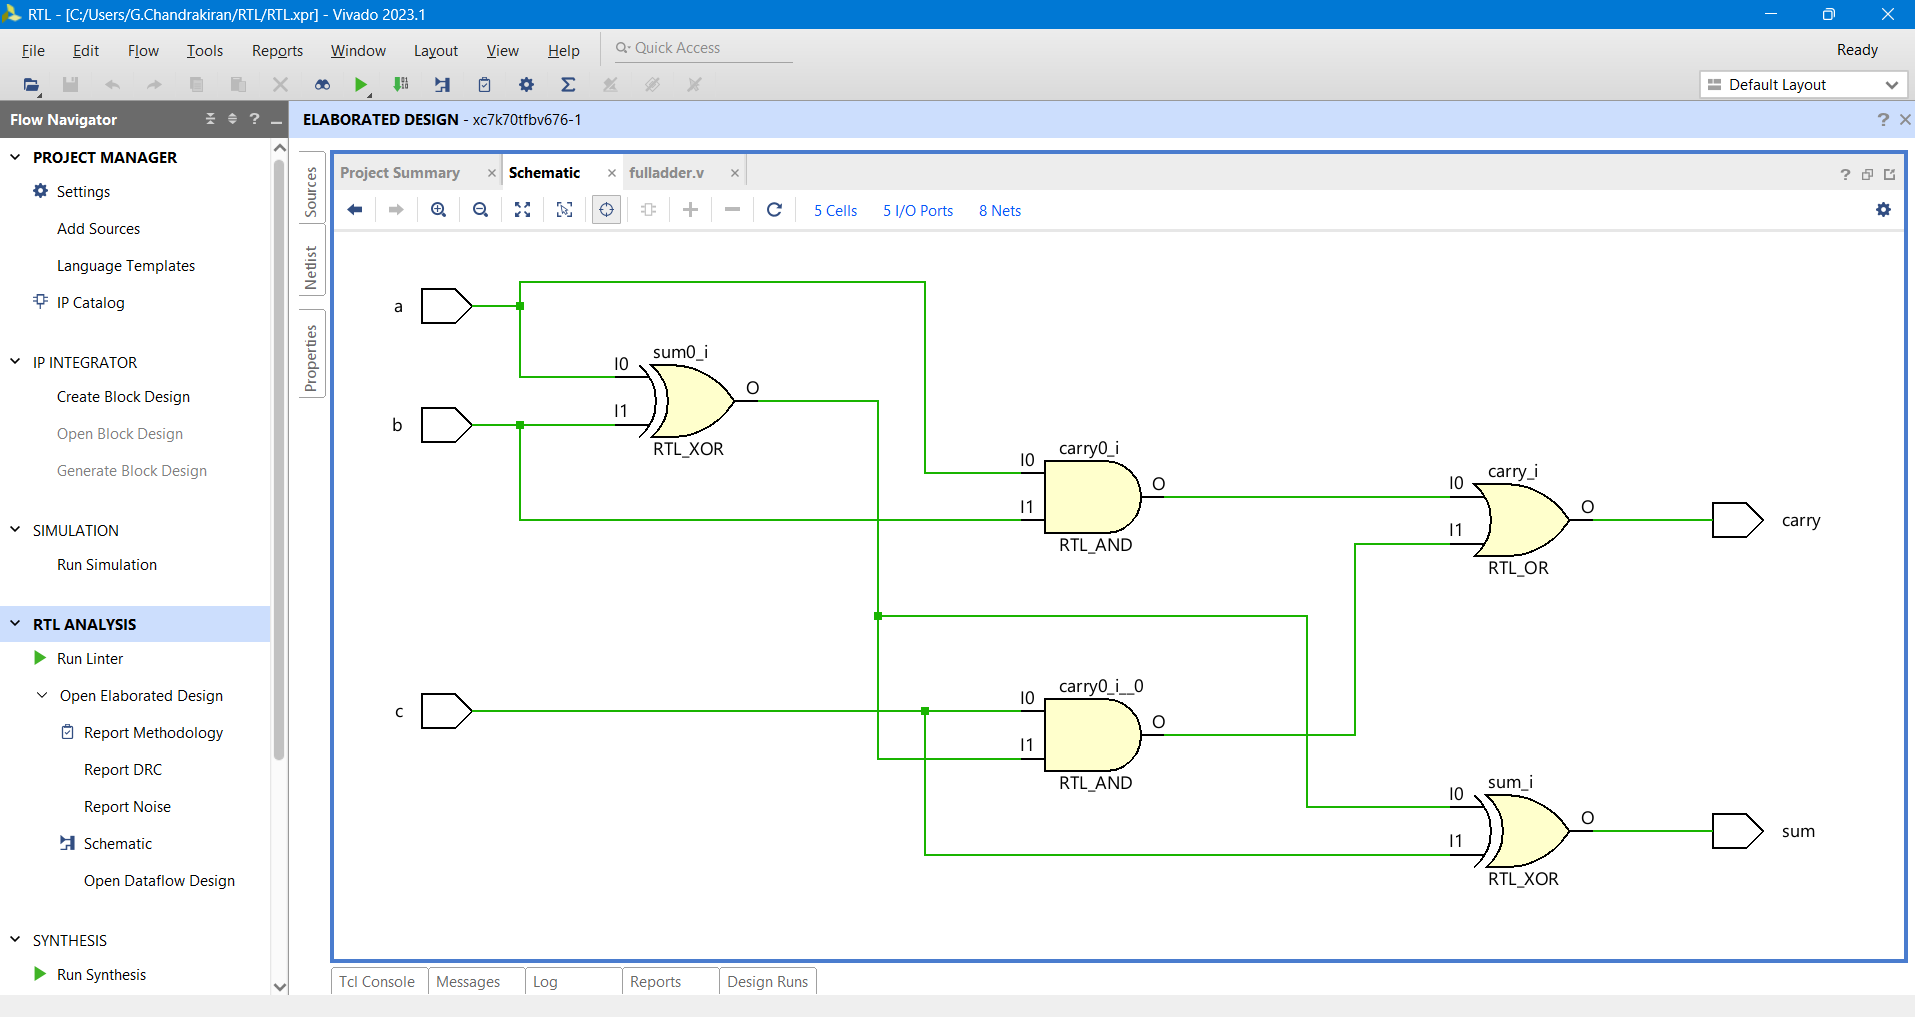 RTL - [C:/Users/G.Chandrakiran/RTL/RTL.xpr] - Vivado 2023.1
File Edit Flow Tools Reports Window Layout View Help Quick Access Ready
Default Layout
Flow Navigator
PROJECT MANAGER
Settings
Add Sources
Language Templates
IP Catalog
IP INTEGRATOR
Create Block Design
Open Block Design
Generate Block Design
SIMULATION
Run Simulation
RTL ANALYSIS
Run Linter
Open Elaborated Design
Report Methodology
Report DRC
Report Noise
Schematic
Open Dataflow Design
SYNTHESIS
Run Synthesis
ELABORATED DESIGN - xc7k70tfbv676-1
Sources
Netlist
Properties
Project Summary Schematic fulladder.v
5 Cells 5 I/O Ports 8 Nets
a
b
c
sum0_i
I0
I1
O
RTL_XOR
carry0_i
I0
I1
O
RTL_AND
carry0_i__0
I0
I1
O
RTL_AND
carry_i
I0
I1
O
RTL_OR
carry
sum_i
I0
I1
O
RTL_XOR
sum
Tcl Console Messages Log Reports Design Runs